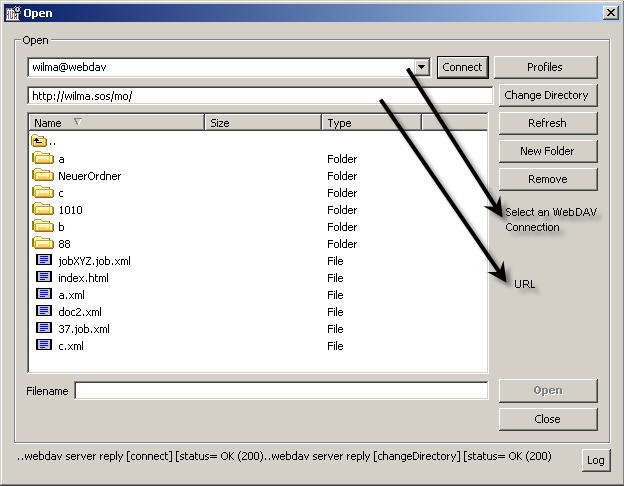 Open
Open
wilma@webdav Connect Profiles
http://wilma.sos/mo/ Change Directory
Name Size Type Refresh
..
a Folder New Folder
NeuerOrdner Folder Remove
c Folder
1010 Folder Select an WebDAV
b Folder Connection
88 Folder
jobXYZ.job.xml File
index.html File URL
a.xml File
doc2.xml File
37.job.xml File
c.xml File
Filename Open
Close
..webdav server reply [connect] [status= OK (200)..webdav server reply [changeDirectory] [status= OK (200) Log